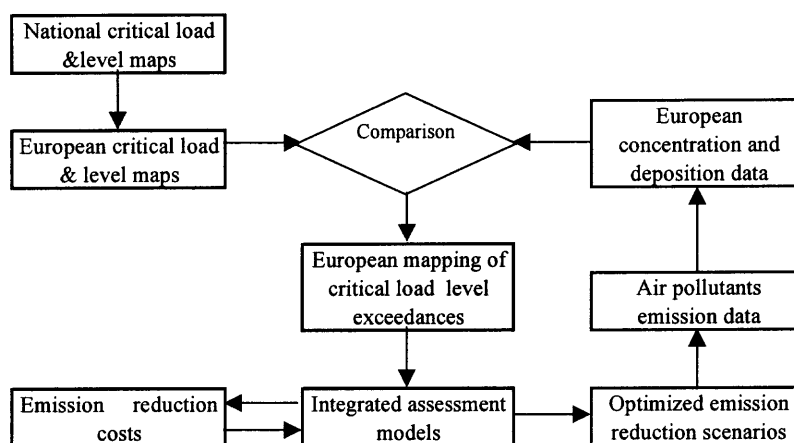 National critical load
&level maps
European critical load
& level maps
Comparison
European
concentration and
deposition data
European mapping of
critical load level
exceedances
Air pollutants
emission data
Emission reduction
costs
Integrated assessment
models
Optimized emission
reduction scenarios